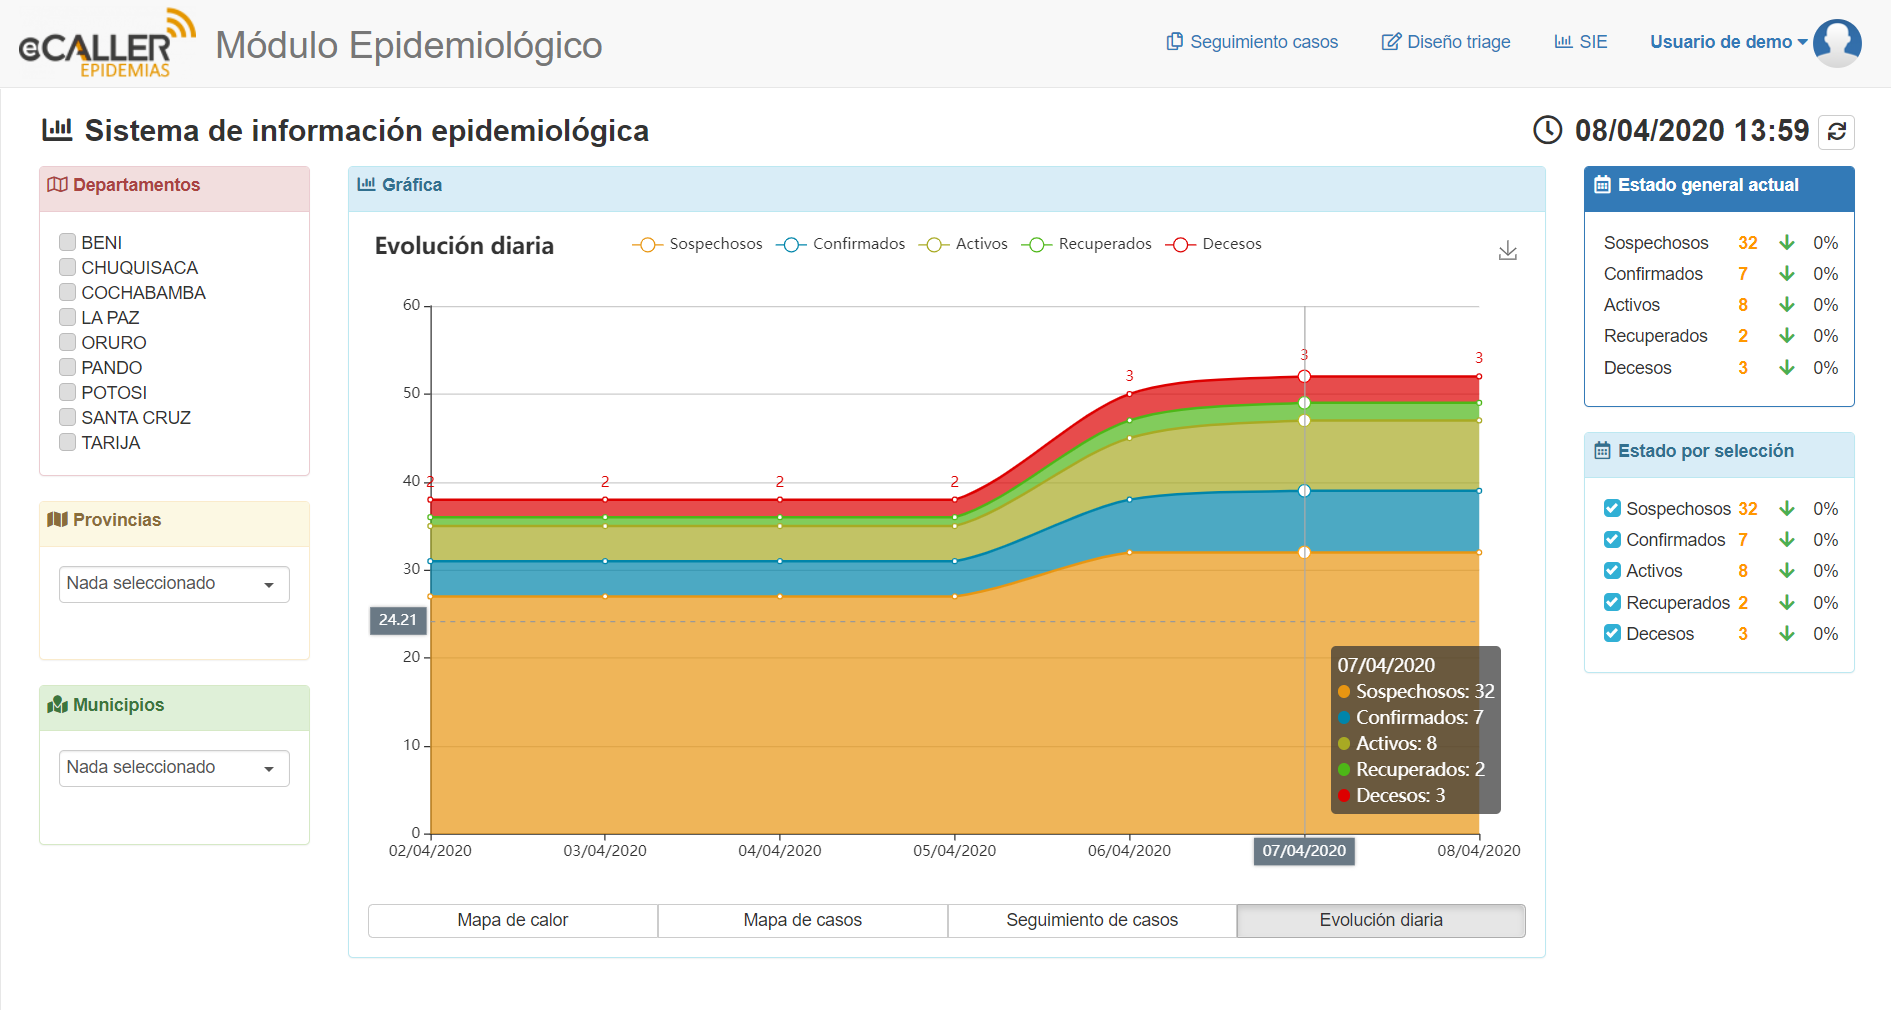 eCALLER
EPIDEMIAS
Módulo Epidemiológico
Seguimiento casos
Diseño triage
SIE
Usuario de demo
Sistema de información epidemiológica
08/04/2020 13:59
Departamentos
BENI
CHUQUISACA
COCHABAMBA
LA PAZ
ORURO
PANDO
POTOSI
SANTA CRUZ
TARIJA
Provincias
Nada seleccionado
Municipios
Nada seleccionado
Gráfica
Evolución diaria
Sospechosos
Confirmados
Activos
Recuperados
Decesos
60
50
40
30
24.21
20
10
0
2
2
2
2
3
3
3
02/04/2020
03/04/2020
04/04/2020
05/04/2020
06/04/2020
07/04/2020
08/04/2020
07/04/2020
Sospechosos: 32
Confirmados: 7
Activos: 8
Recuperados: 2
Decesos: 3
Mapa de calor
Mapa de casos
Seguimiento de casos
Evolución diaria
Estado general actual
Sospechosos 32 0%
Confirmados 7 0%
Activos 8 0%
Recuperados 2 0%
Decesos 3 0%
Estado por selección
Sospechosos 32 0%
Confirmados 7 0%
Activos 8 0%
Recuperados 2 0%
Decesos 3 0%